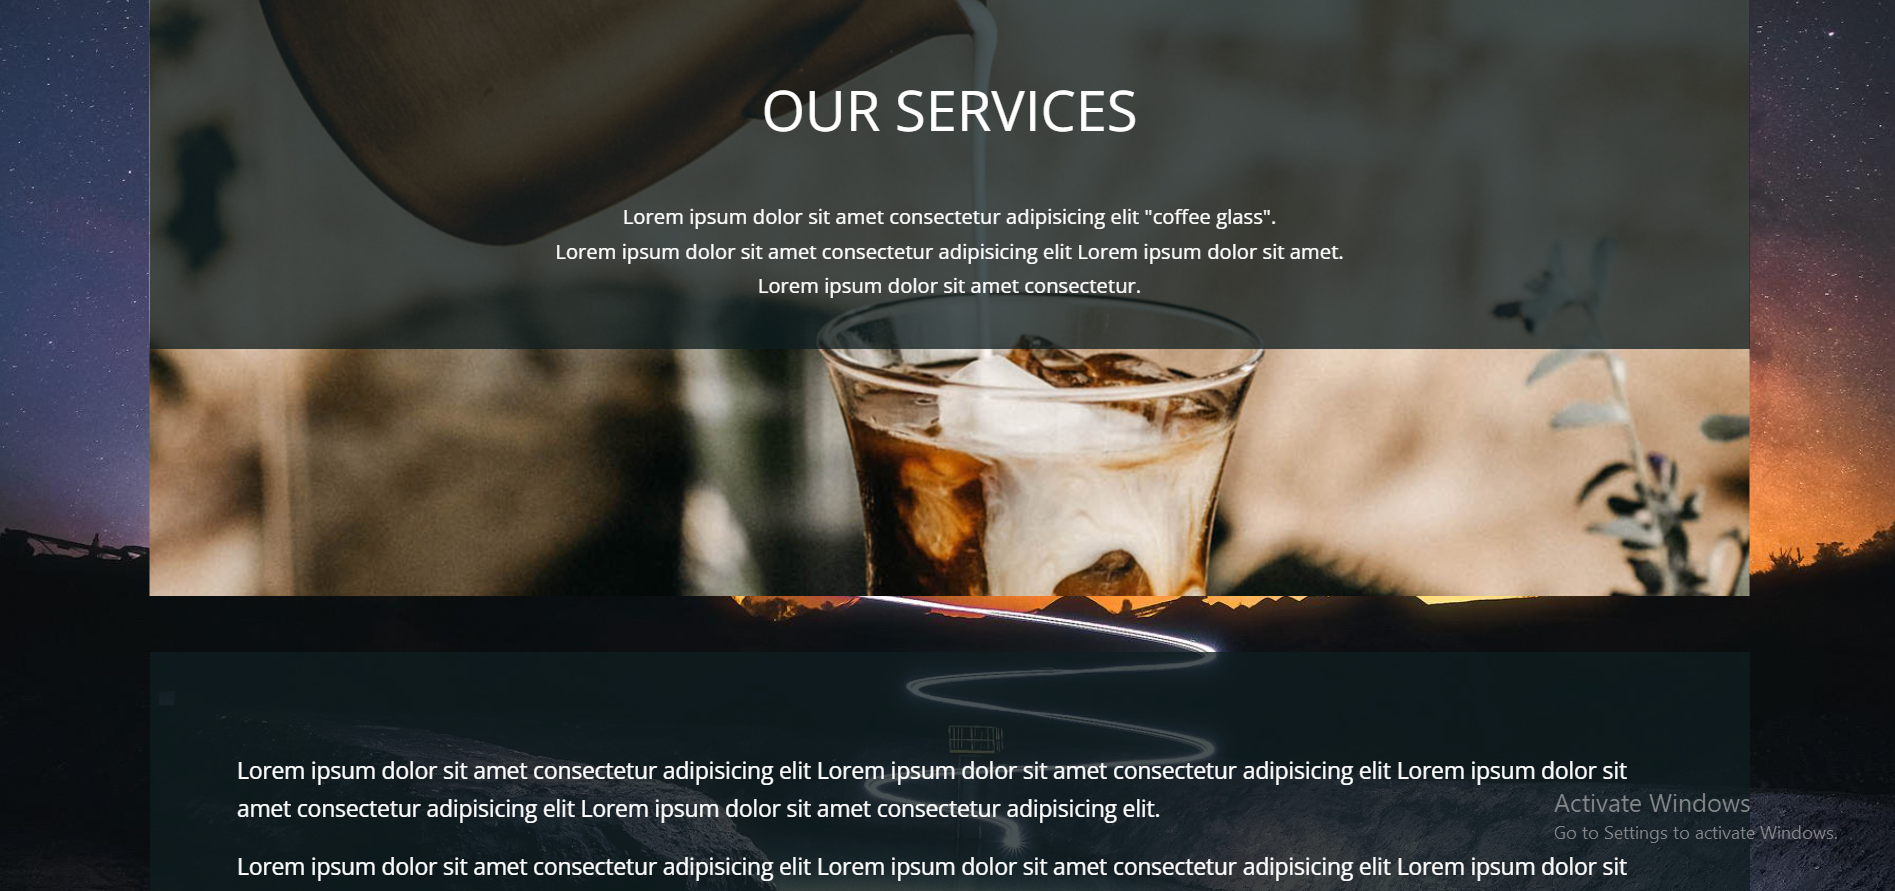 OUR SERVICES
Lorem ipsum dolor sit amet consectetur adipisicing elit "coffee glass".
Lorem ipsum dolor sit amet consectetur adipisicing elit Lorem ipsum dolor sit amet.
Lorem ipsum dolor sit amet consectetur.
Lorem ipsum dolor sit amet consectetur adipisicing elit Lorem ipsum dolor sit amet consectetur adipisicing elit Lorem ipsum dolor sit
amet consectetur adipisicing elit Lorem ipsum dolor sit amet consectetur adipisicing elit.
Activate Windows
Go to Settings to activate Windows.
Lorem ipsum dolor sit amet consectetur adipisicing elit Lorem ipsum dolor sit amet consectetur adipisicing elit Lorem ipsum dolor sit